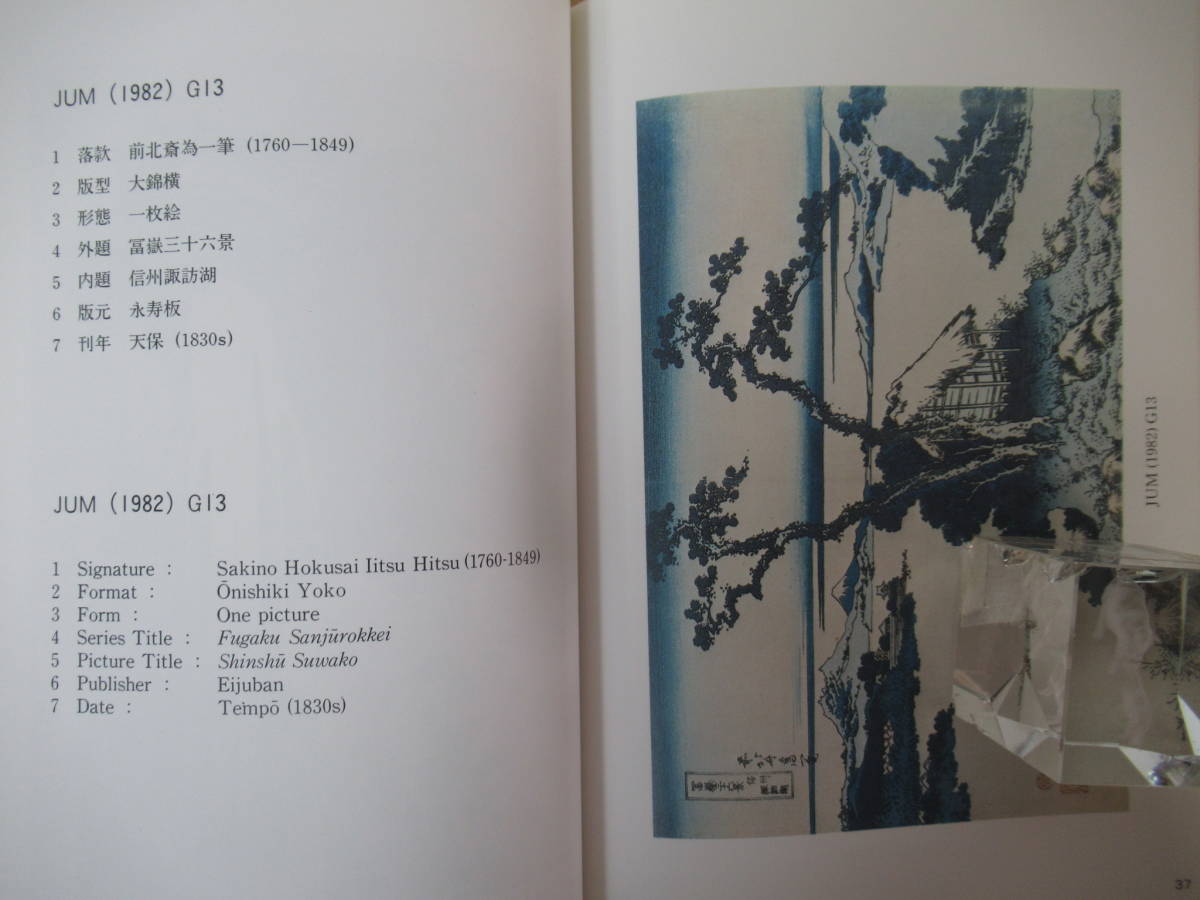 JUM (1982) G13
1 落款 前北斎為一筆 (1760—1849)
2 版型 大錦横
3 形態 一枚絵
4 外題 冨嶽三十六景
5 内題 信州諏訪湖
6 版元 永寿板
7 刊年 天保 (1830s)
JUM (1982) G13
1 Signature : Sakino Hokusai Iitsu Hitsu (1760-1849)
2 Format : Ōnishiki Yoko
3 Form : One picture
4 Series Title : Fugaku Sanjūrokkei
5 Picture Title : Shinshū Suwako
6 Publisher : Eijuban
7 Date : Tempō (1830s)
JUM (1982) G13
37